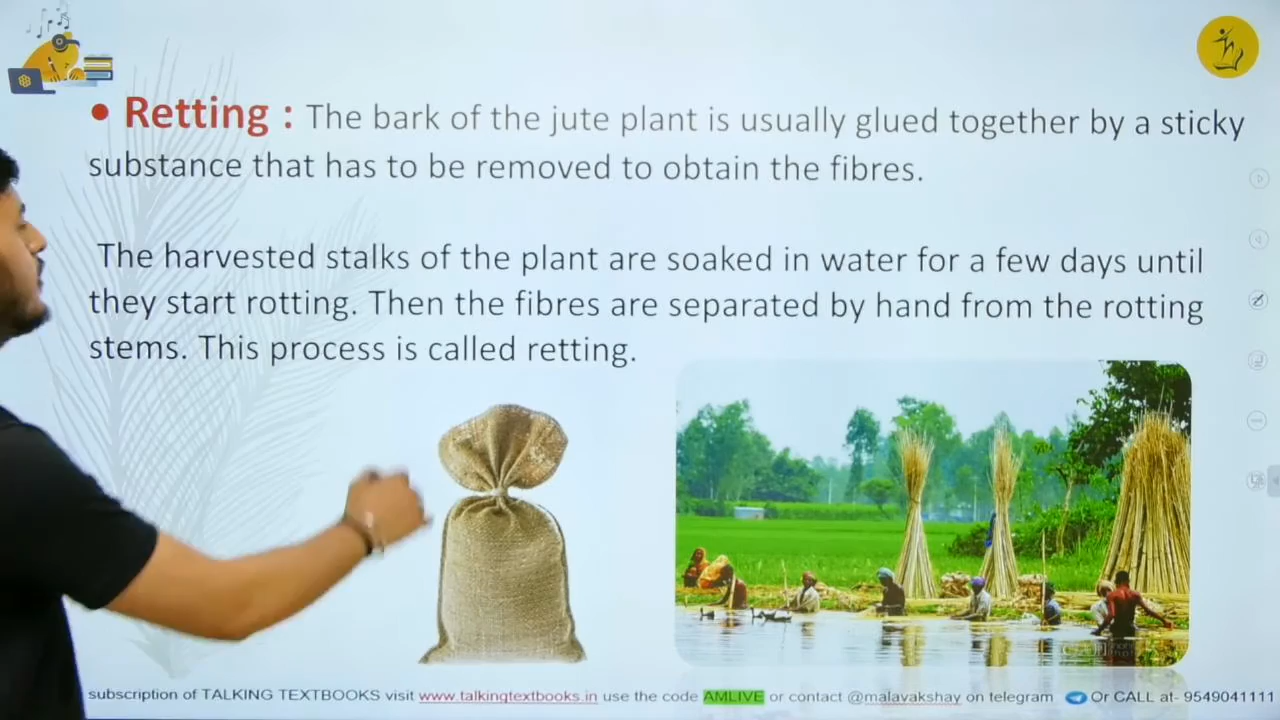 • Retting : The bark of the jute plant is usually glued together by a sticky
substance that has to be removed to obtain the fibres.
The harvested stalks of the plant are soaked in water for a few days until
they start rotting. Then the fibres are separated by hand from the rotting
stems. This process is called retting.
subscription of TALKING TEXTBOOKS visit www.talkingtextbooks.in use the code AMLIVE or contact @malavakshay on telegram Or CALL at- 9549041111